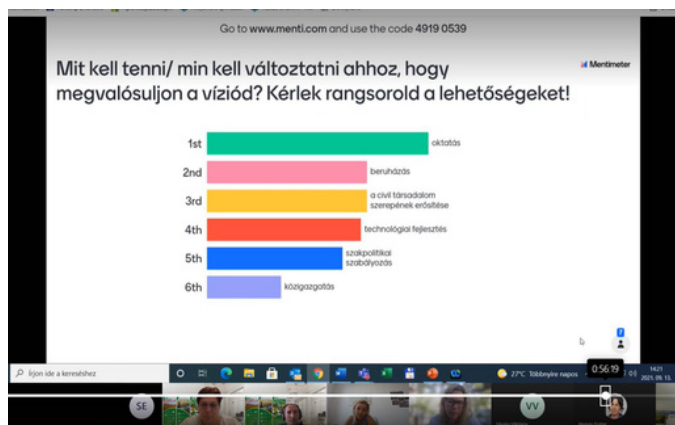 Go to www.menti.com and use the code 4919 0539
Mentimeter
Mit kell tenni/ min kell változtatni ahhoz, hogy
megvalósuljon a víziód? Kérlek rangsorold a lehetőségeket!
1st oktatás
2nd beruházás
3rd a civil társadalom
szerepének erősítése
4th technológiai fejlesztés
5th szakpolitikai
szabályozás
6th közigazgatás
7
Írjon ide a kereséshez
27°C Többnyire napos
14:21
2021. 09. 13.
0:56:19
SE
VV